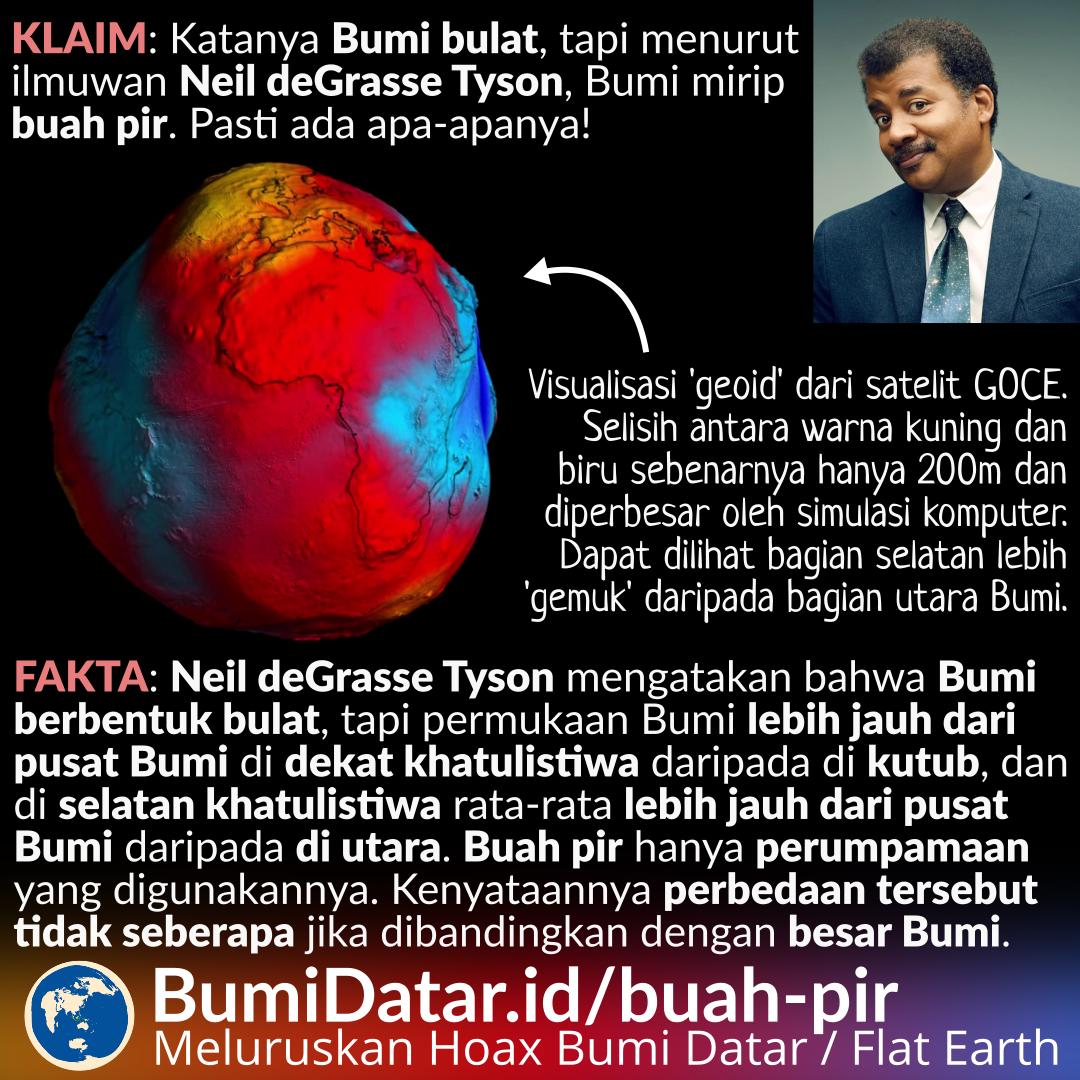 KLAIM: Katanya Bumi bulat, tapi menurut
ilmuwan Neil deGrasse Tyson, Bumi mirip
buah pir. Pasti ada apa-apanya!
Visualisasi 'geoid' dari satelit GOCE.
Selisih antara warna kuning dan
biru sebenarnya hanya 200m dan
diperbesar oleh simulasi komputer.
Dapat dilihat bagian selatan lebih
'gemuk' daripada bagian utara Bumi.
FAKTA: Neil deGrasse Tyson mengatakan bahwa Bumi
berbentuk bulat, tapi permukaan Bumi lebih jauh dari
pusat Bumi di dekat khatulistiwa daripada di kutub, dan
di selatan khatulistiwa rata-rata lebih jauh dari pusat
Bumi daripada di utara. Buah pir hanya perumpamaan
yang digunakannya. Kenyataannya perbedaan tersebut
tidak seberapa jika dibandingkan dengan besar Bumi.
BumiDatar.id/buah-pir
Meluruskan Hoax Bumi Datar / Flat Earth